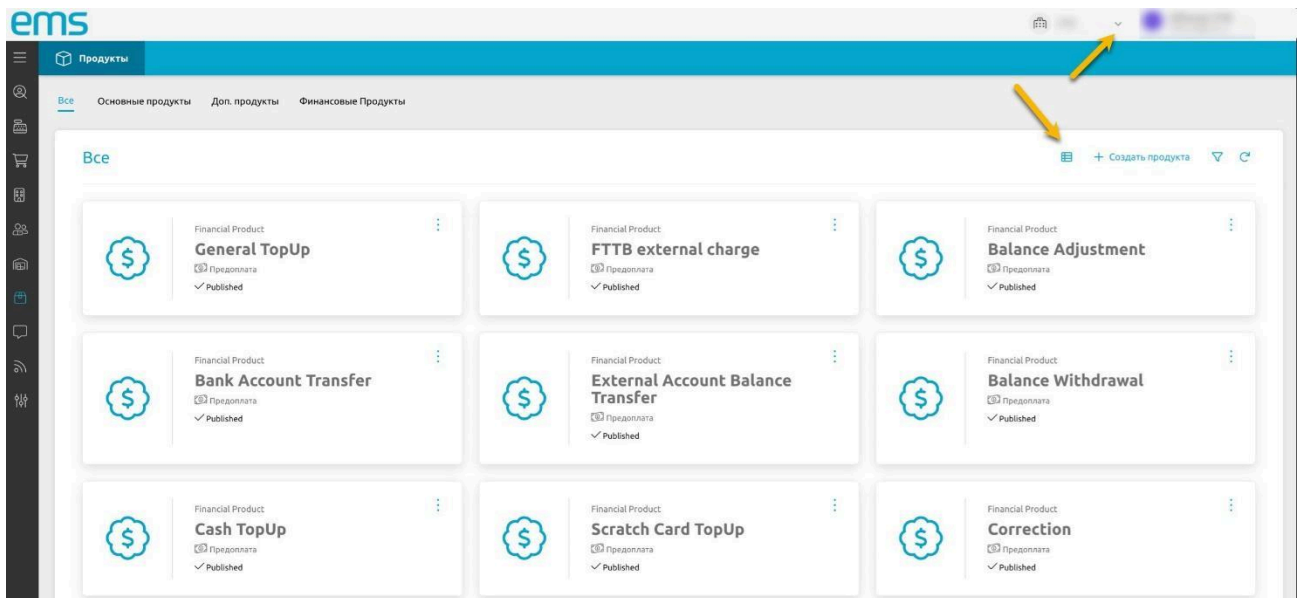 ems
Продукты
Все Основные продукты Доп. продукты Финансовые Продукты
Все
+ Создать продукта
Financial Product
General TopUp
Предоплата
Published
Financial Product
FTTB external charge
Предоплата
Published
Financial Product
Balance Adjustment
Предоплата
Published
Financial Product
Bank Account Transfer
Предоплата
Published
Financial Product
External Account Balance
Transfer
Предоплата
Published
Financial Product
Balance Withdrawal
Предоплата
Published
Financial Product
Cash TopUp
Предоплата
Published
Financial Product
Scratch Card TopUp
Предоплата
Published
Financial Product
Correction
Предоплата
Published